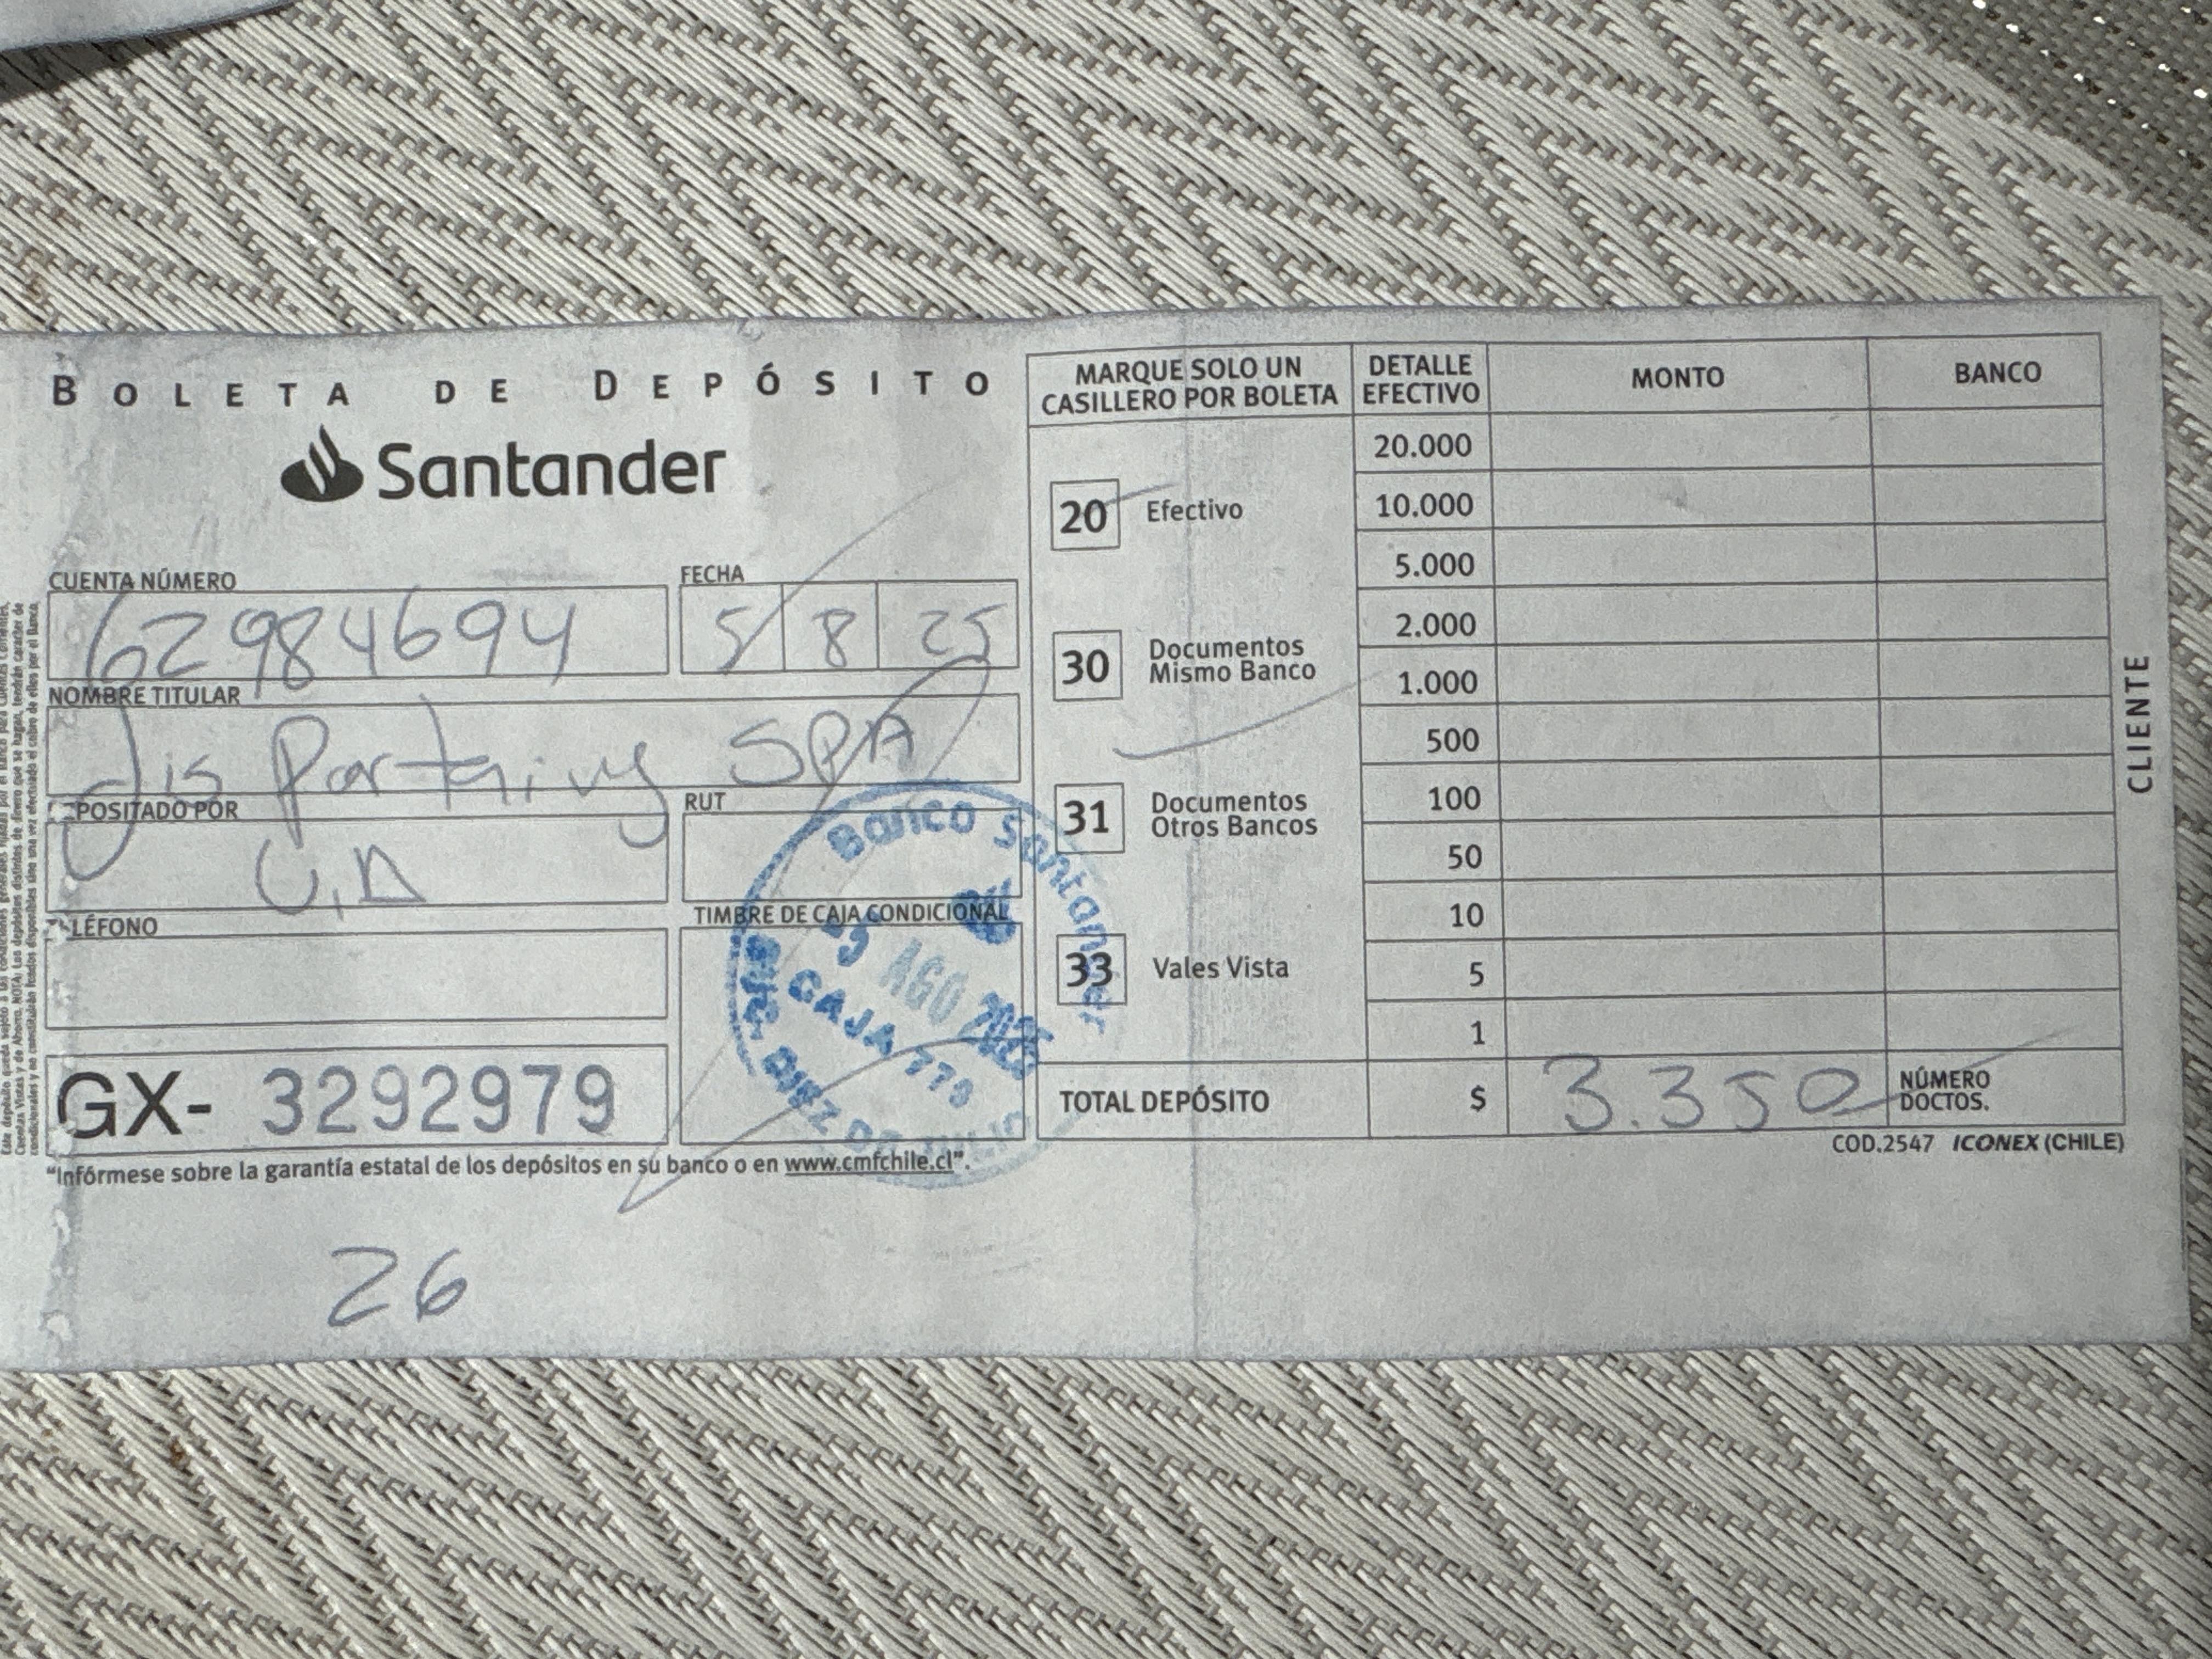 BOLETA DE DEPÓSITO
Santander
CUENTA NÚMERO
62984694
FECHA
5/8 25
NOMBRE TITULAR
SPA
POSITADO POR
RUT
LÉFONO
TIMBRE DE CAJA CONDICIONAL
Banco Santander
AGO 2025
CAJA 779
GX- 3292979
"Infórmese sobre la garantía estatal de los depósitos en su banco o en www.cmfchile.cl".
26
MARQUE SOLO UN CASILLERO POR BOLETA
20 Efectivo
30 Documentos Mismo Banco
31 Documentos Otros Bancos
33 Vales Vista
DETALLE EFECTIVO
MONTO
BANCO
20.000
10.000
5.000
2.000
1.000
500
100
50
10
5
1
TOTAL DEPÓSITO $ 3.350
NÚMERO DOCTOS.
COD.2547 ICONEX (CHILE)
CLIENTE